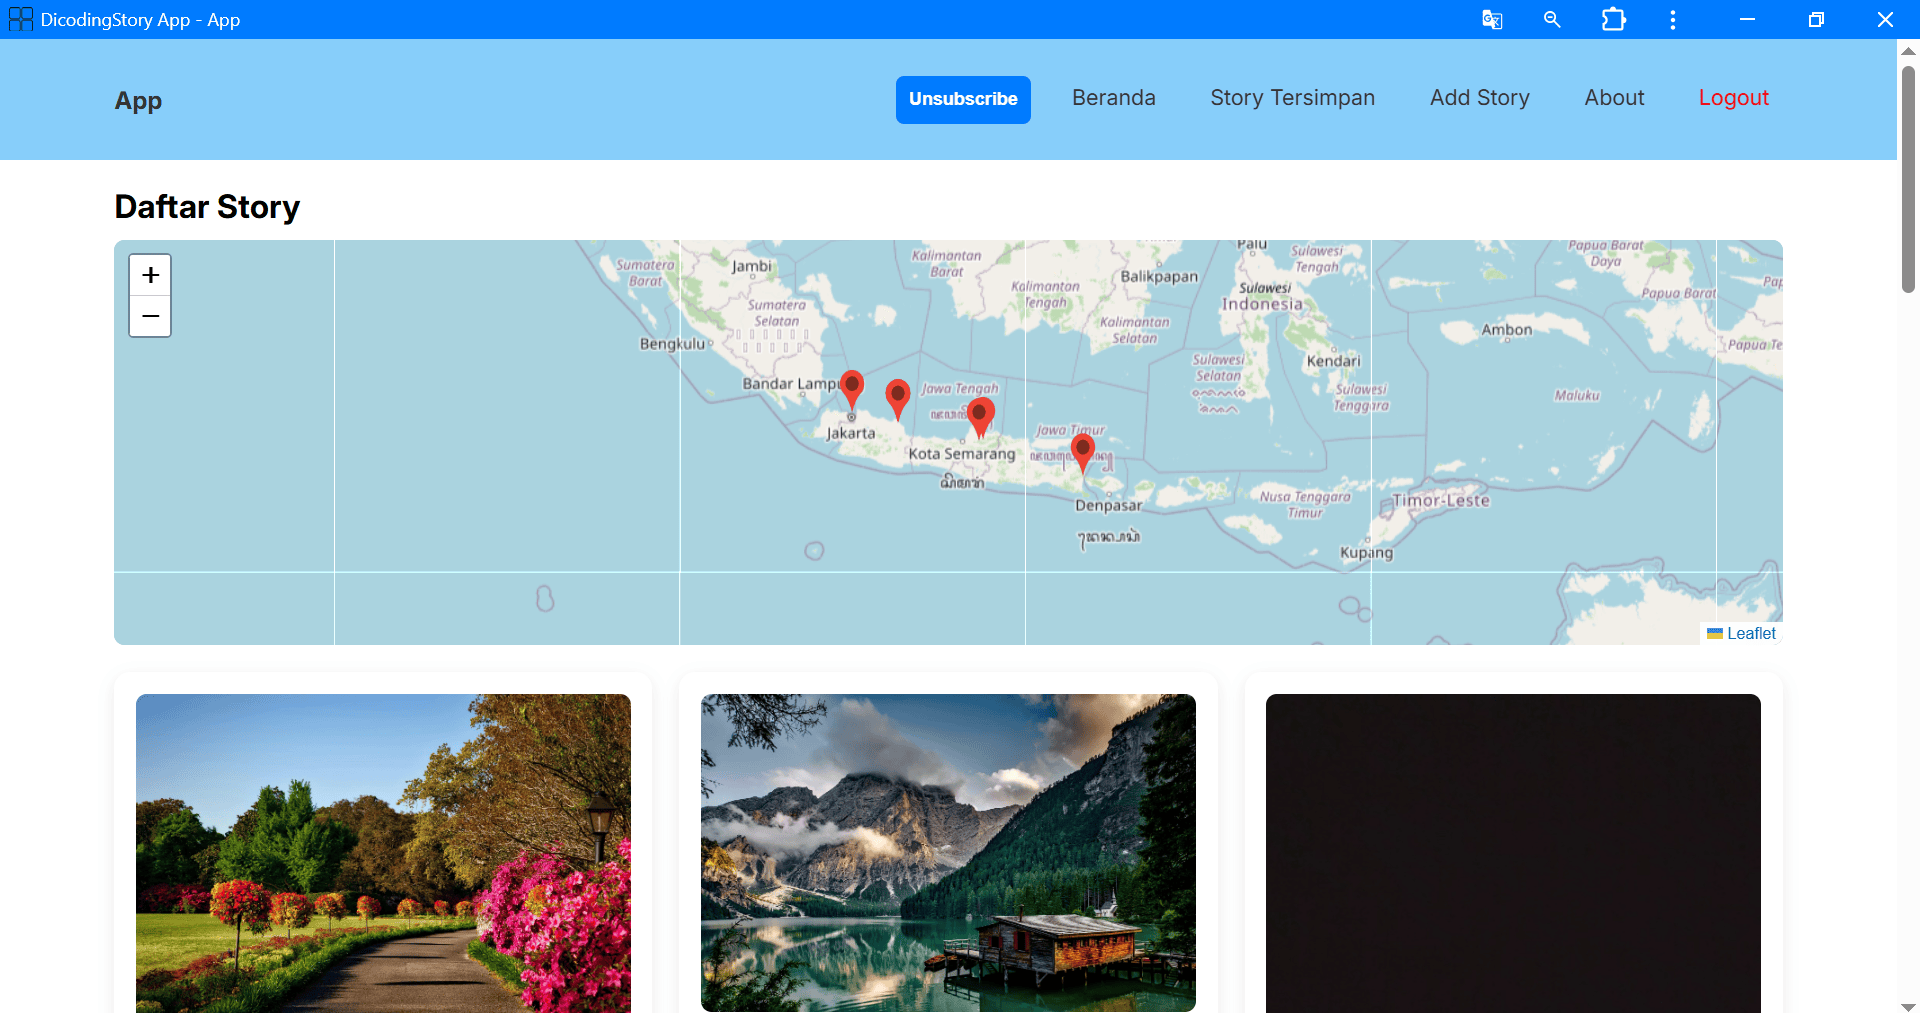 DicodingStory App - App
App
Unsubscribe
Beranda
Story Tersimpan
Add Story
About
Logout
Daftar Story
+
−
Sumatera
Barat
Jambi
Sumatera
Selatan
Bengkulu
Bandar Lampu
Kalimantan
Barat
Kalimantan
Tengah
Balikpapan
Kalimantan
Selatan
Palu
Sulawesi
Tengah
Sulawesi
Indonesia
Sulawesi
Selatan
Kendari
Sulawesi
Tenggara
Ambon
Maluku
Papua Barat
Daya
Papua Barat
Pap
Papua Te
Jakarta
Jawa Tengah
Kota Semarang
Jawa Timur
Denpasar
Nusa Tenggara
Timur
Timor-Leste
Kupang
Leaflet